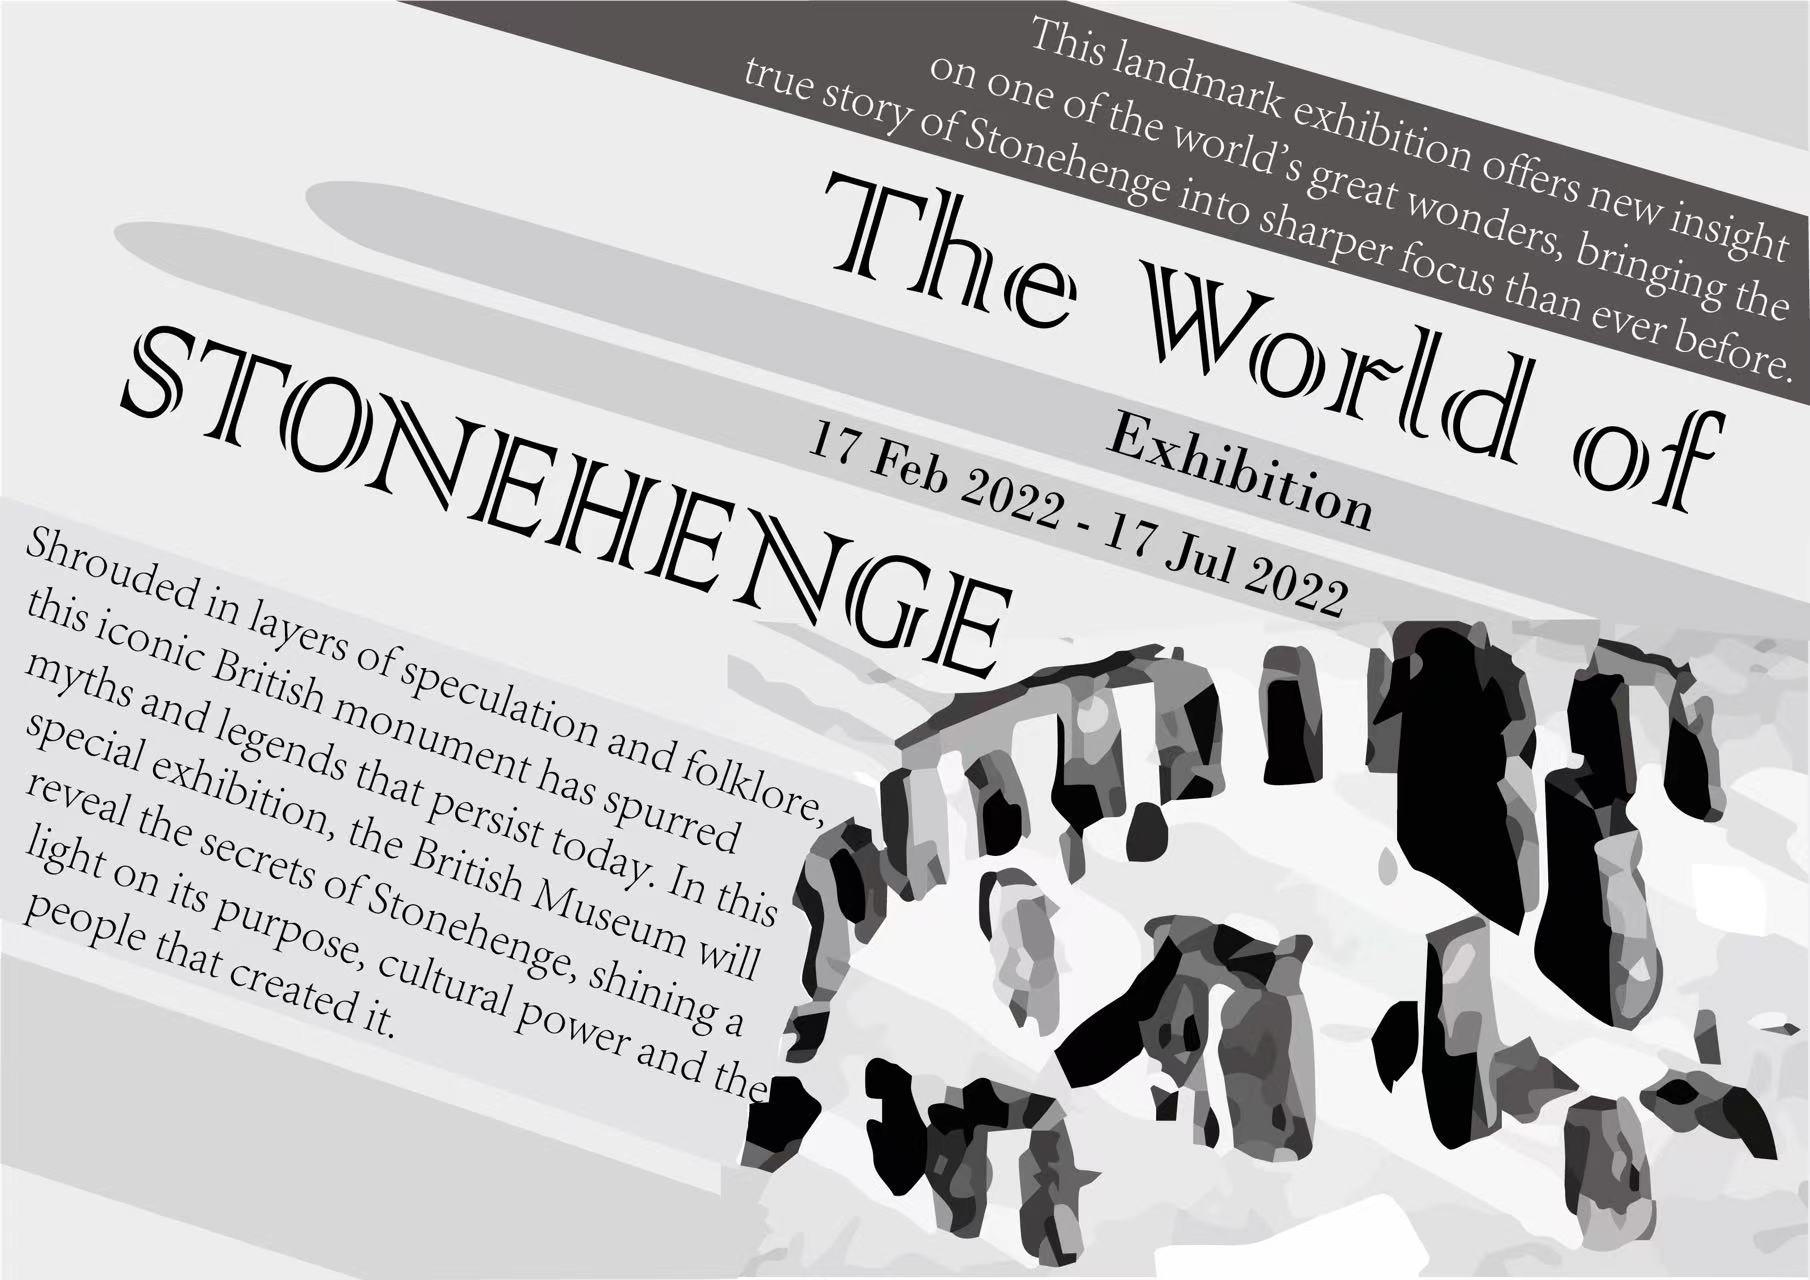 This landmark exhibition offers new insight
on one of the world’s great wonders, bringing the
true story of Stonehenge into sharper focus than ever before.
The World of
Exhibition
17 Feb 2022 - 17 Jul 2022
STONEHENGE
Shrouded in layers of speculation and folklore,
this iconic British monument has spurred
myths and legends that persist today. In this
special exhibition, the British Museum will
reveal the secrets of Stonehenge, shining a
light on its purpose, cultural power and the
people that created it.